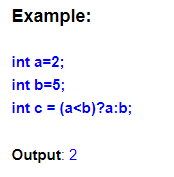 Example:
int a=2;
int b=5;
int c = (a<b)?a:b;
Output: 2